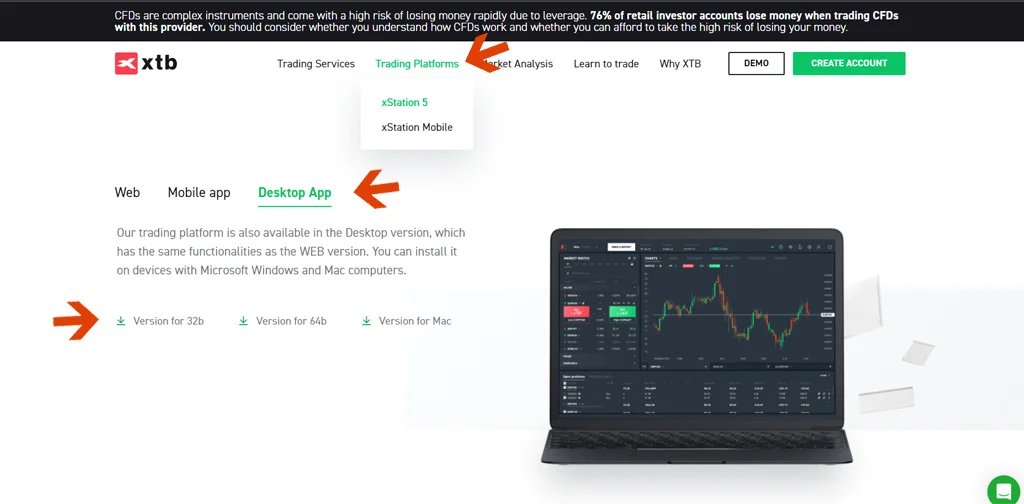 CFDs are complex instruments and come with a high risk of losing money rapidly due to leverage. 76% of retail investor accounts lose money when trading CFDs
with this provider. You should consider whether you understand how CFDs work and whether you can afford to take the high risk of losing your money.
xtb
Trading Services
Trading Platforms
Market Analysis
Learn to trade
Why XTB
DEMO
CREATE ACCOUNT
xStation 5
xStation Mobile
Web
Mobile app
Desktop App
Our trading platform is also available in the Desktop version, which
has the same functionalities as the WEB version. You can install it
on devices with Microsoft Windows and Mac computers.
Version for 32b
Version for 64b
Version for Mac
MARKET WATCH
CHARTS
Open positions